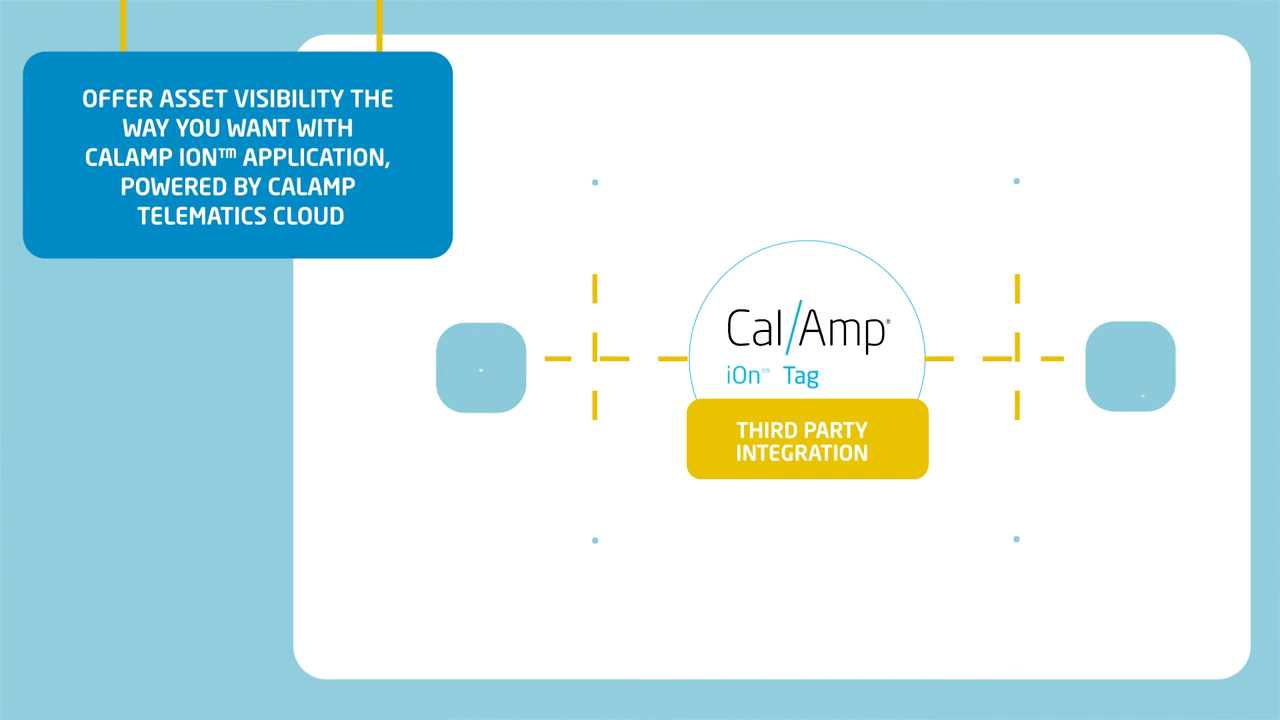 OFFER ASSET VISIBILITY THE
WAY YOU WANT WITH
CALAMP ION™ APPLICATION,
POWERED BY CALAMP
TELEMATICS CLOUD
Cal/Amp®
iOn™ Tag
THIRD PARTY
INTEGRATION